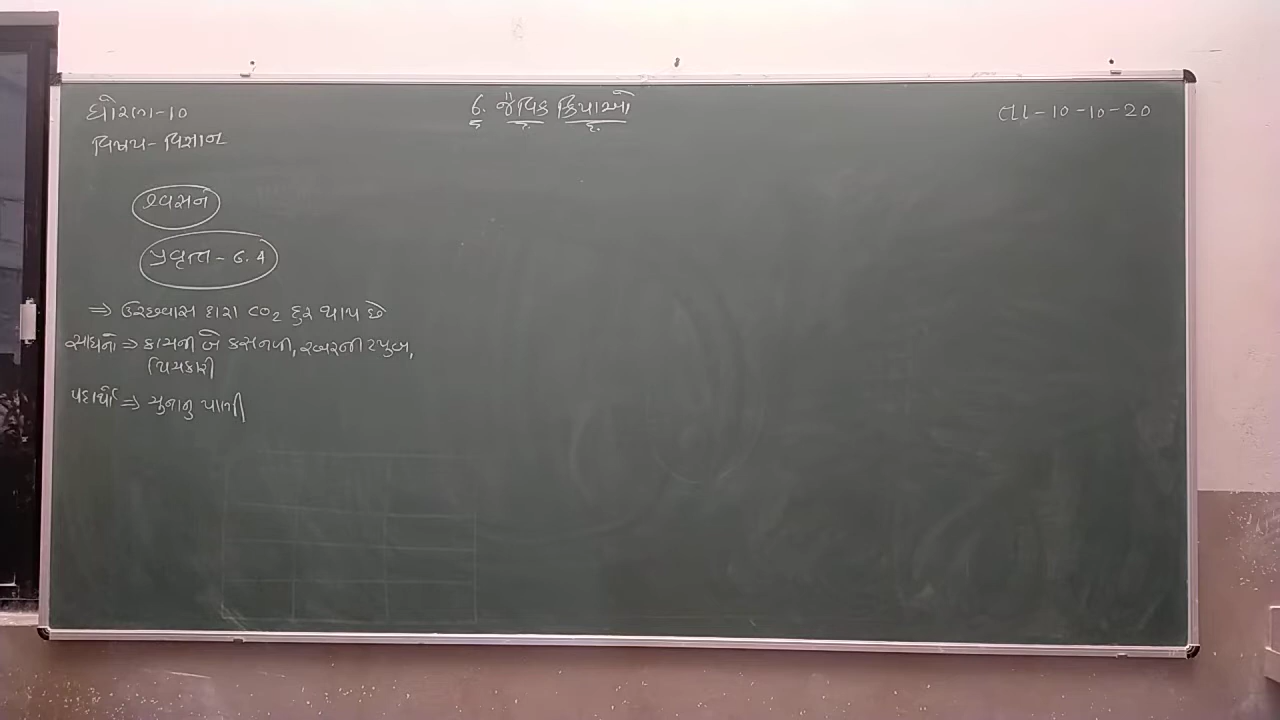 ધોરણ-10
6. જૈવિક ક્રિયાઓ
તા-10-10-20
વિષય-વિજ્ઞાન
શ્વસન
પ્રવૃત્તિ-6.4
⇒ ઉચ્છવાસ દ્વારા CO2 દુર થાય છે
સાધનો ⇒ કાચની બે કસનળી, રબરની ટ્યુબ,
પિચકારી
પદાર્થો ⇒ ચુનાનુ પાણી